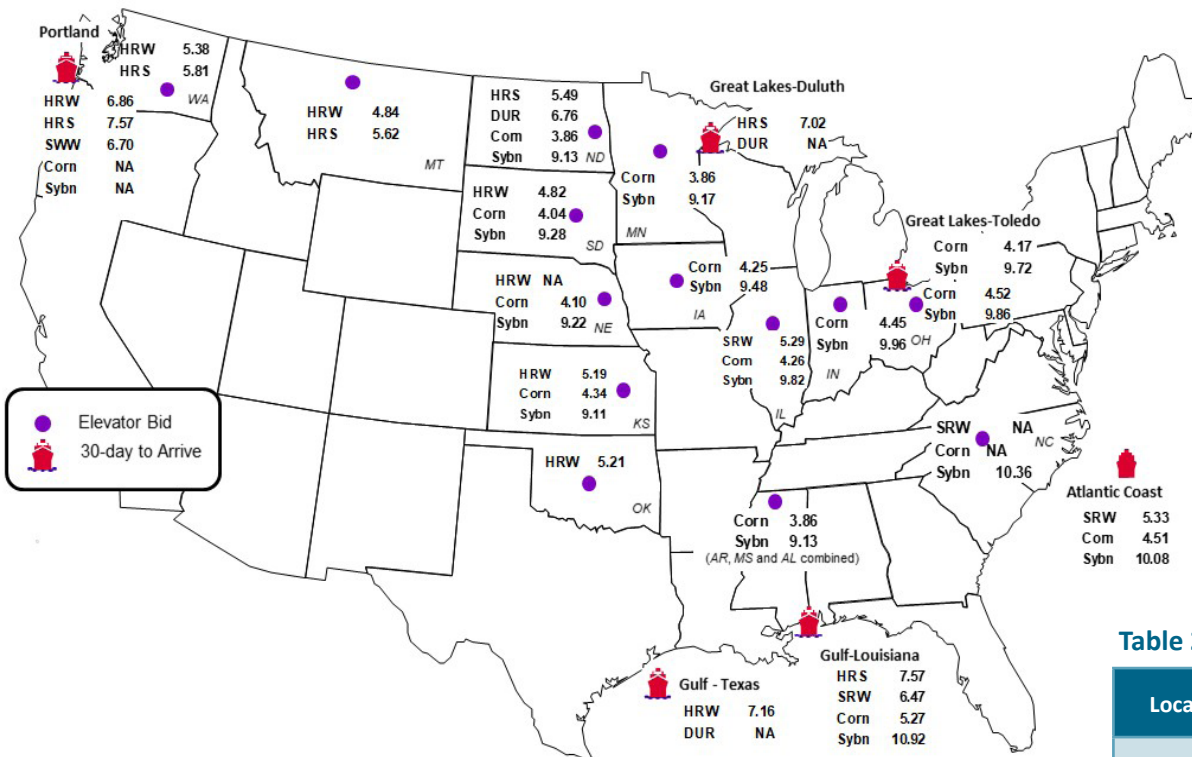 Portland
HRW 6.86
HRS 7.57
SWW 6.70
Corn NA
Sybn NA
HRW 5.38
HRS 5.81
WA
HRW 4.84
HRS 5.62
MT
HRS 5.49
DUR 6.76
Corn 3.86
Sybn 9.13
ND
HRW 4.82
Corn 4.04
Sybn 9.28
SD
HRW NA
Corn 4.10
Sybn 9.22
NE
HRW 5.19
Corn 4.34
Sybn 9.11
KS
HRW 5.21
OK
Great Lakes-Duluth
HRS 7.02
DUR NA
Corn 3.86
Sybn 9.17
MN
Corn 4.25
Sybn 9.48
IA
SRW 5.29
Corn 4.26
Sybn 9.82
IL
Great Lakes-Toledo
Corn 4.17
Sybn 9.72
Corn 4.52
Sybn 9.86
OH
Corn 4.45
Sybn 9.96
IN
SRW NA
Corn NA
Sybn 10.36
NC
Atlantic Coast
SRW 5.33
Corn 4.51
Sybn 10.08
Corn 3.86
Sybn 9.13
(AR, MS and AL combined)
Gulf-Louisiana
HRS 7.57
SRW 6.47
Corn 5.27
Sybn 10.92
Gulf - Texas
HRW 7.16
DUR NA
Elevator Bid
30-day to Arrive
Table
Loca